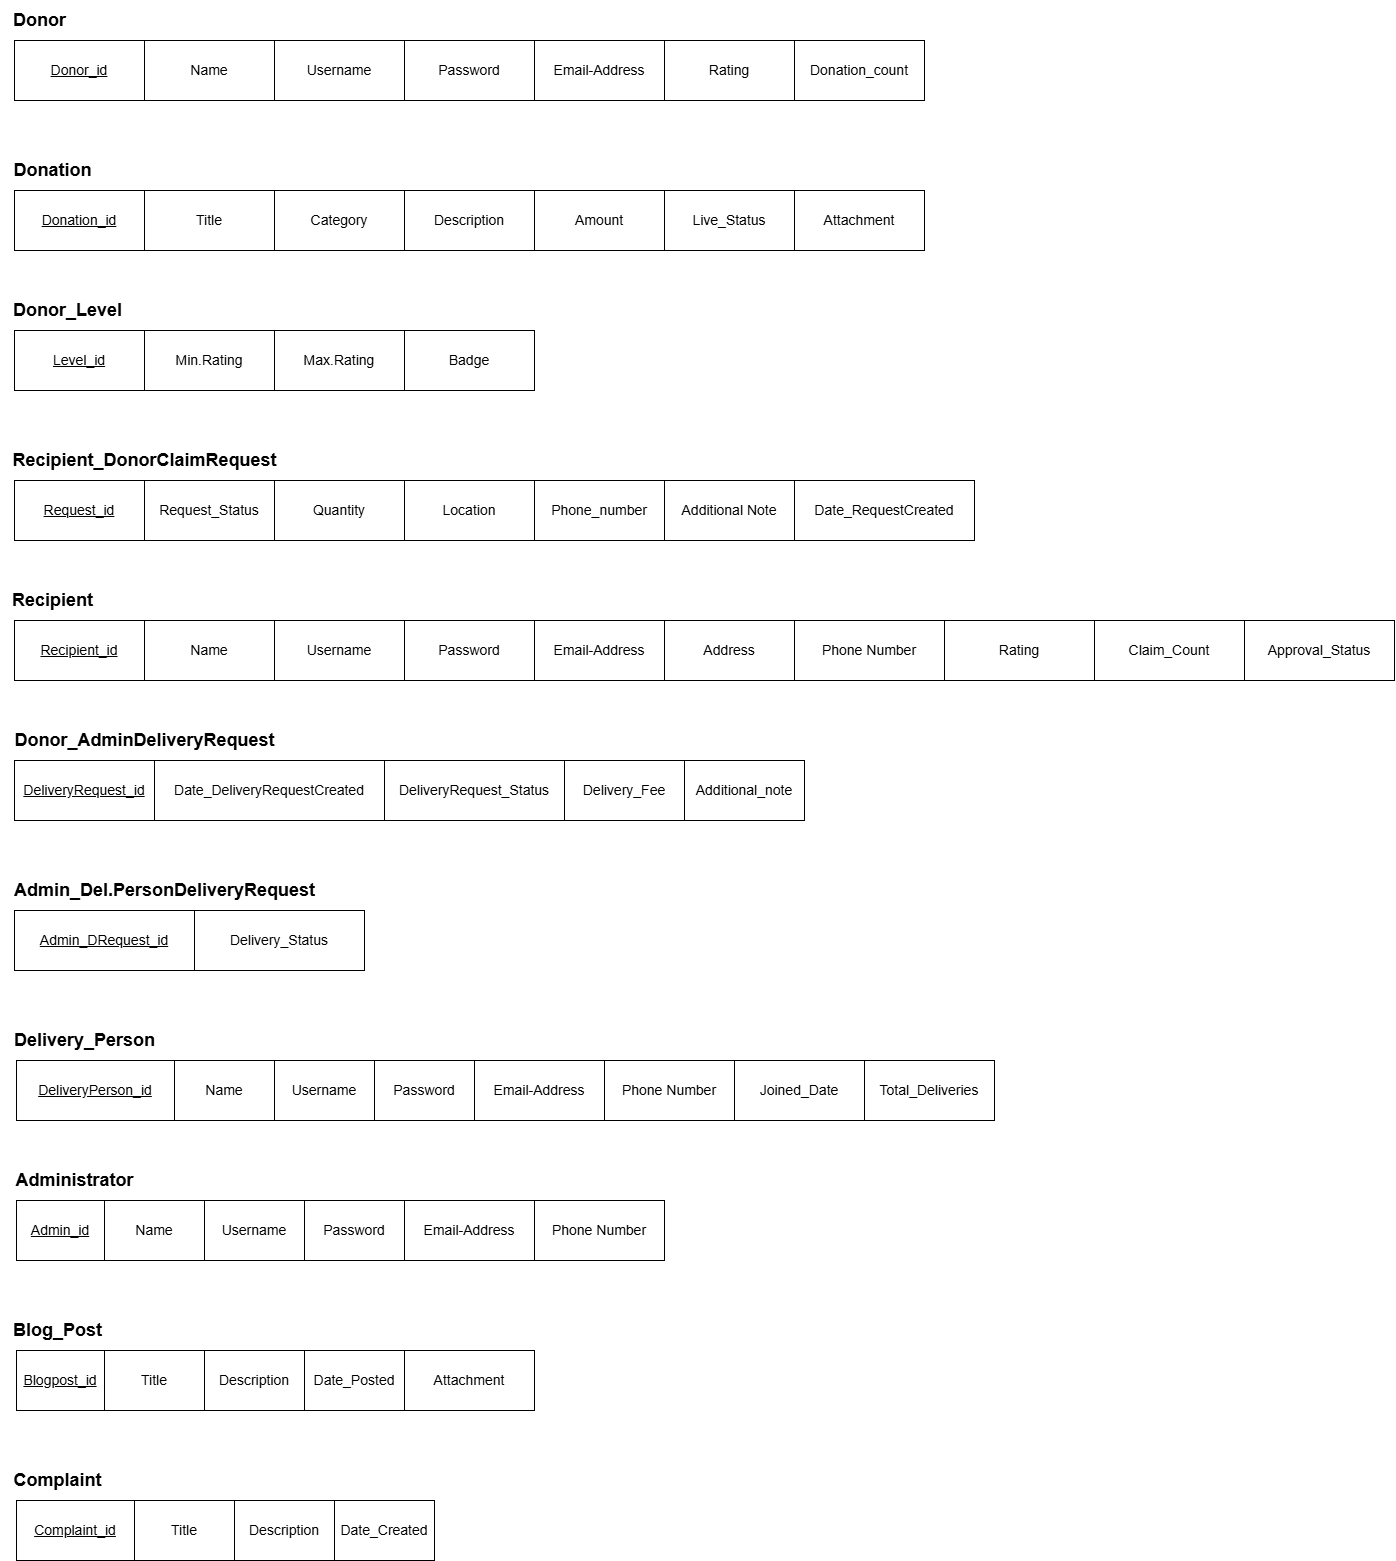 Donor
Donor_id Name Username Password Email-Address Rating Donation_count
Donation
Donation_id Title Category Description Amount Live_Status Attachment
Donor_Level
Level_id Min.Rating Max.Rating Badge
Recipient_DonorClaimRequest
Request_id Request_Status Quantity Location Phone_number Additional Note Date_RequestCreated
Recipient
Recipient_id Name Username Password Email-Address Address Phone Number Rating Claim_Count Approval_Status
Donor_AdminDeliveryRequest
DeliveryRequest_id Date_DeliveryRequestCreated DeliveryRequest_Status Delivery_Fee Additional_note
Admin_Del.PersonDeliveryRequest
Admin_DRequest_id Delivery_Status
Delivery_Person
DeliveryPerson_id Name Username Password Email-Address Phone Number Joined_Date Total_Deliveries
Administrator
Admin_id Name Username Password Email-Address Phone Number
Blog_Post
Blogpost_id Title Description Date_Posted Attachment
Complaint
Complaint_id Title Description Date_Created